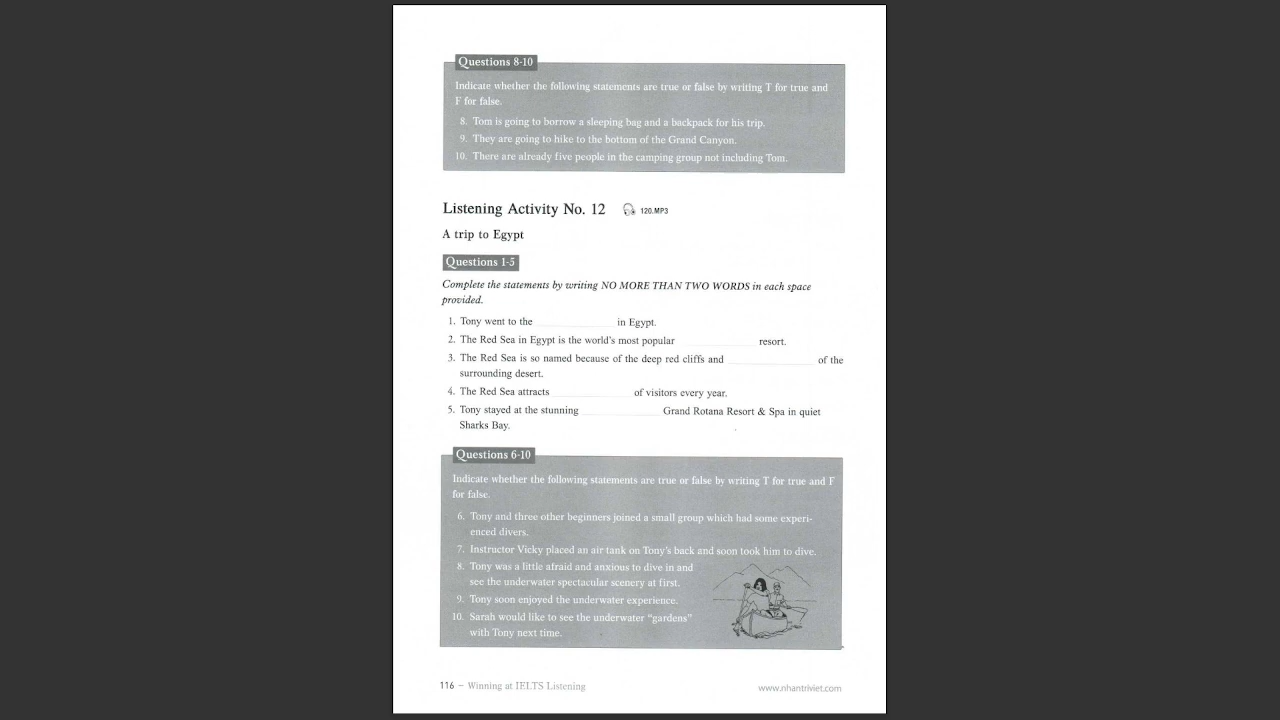 Questions 8-10
Indicate whether the following statements are true or false by writing T for true and
F for false.
8. Tom is going to borrow a sleeping bag and a backpack for his trip.
9. They are going to hike to the bottom of the Grand Canyon.
10. There are already five people in the camping group not including Tom.
Listening Activity No. 12 120.MP3
A trip to Egypt
Questions 1-5
Complete the statements by writing NO MORE THAN TWO WORDS in each space
provided.
1. Tony went to the in Egypt.
2. The Red Sea in Egypt is the world's most popular resort.
3. The Red Sea is so named because of the deep red cliffs and of the
surrounding desert.
4. The Red Sea attracts of visitors every year.
5. Tony stayed at the stunning Grand Rotana Resort & Spa in quiet
Sharks Bay.
Questions 6-10
Indicate whether the following statements are true or false by writing T for true and F
for false.
6. Tony and three other beginners joined a small group which had some experi-
enced divers.
7. Instructor Vicky placed an air tank on Tony's back and soon took him to dive.
8. Tony was a little afraid and anxious to dive in and
see the underwater spectacular scenery at first.
9. Tony soon enjoyed the underwater experience.
10. Sarah would like to see the underwater "gardens"
with Tony next time.
116 – Winning at IELTS Listening
www.nhantriviet.com